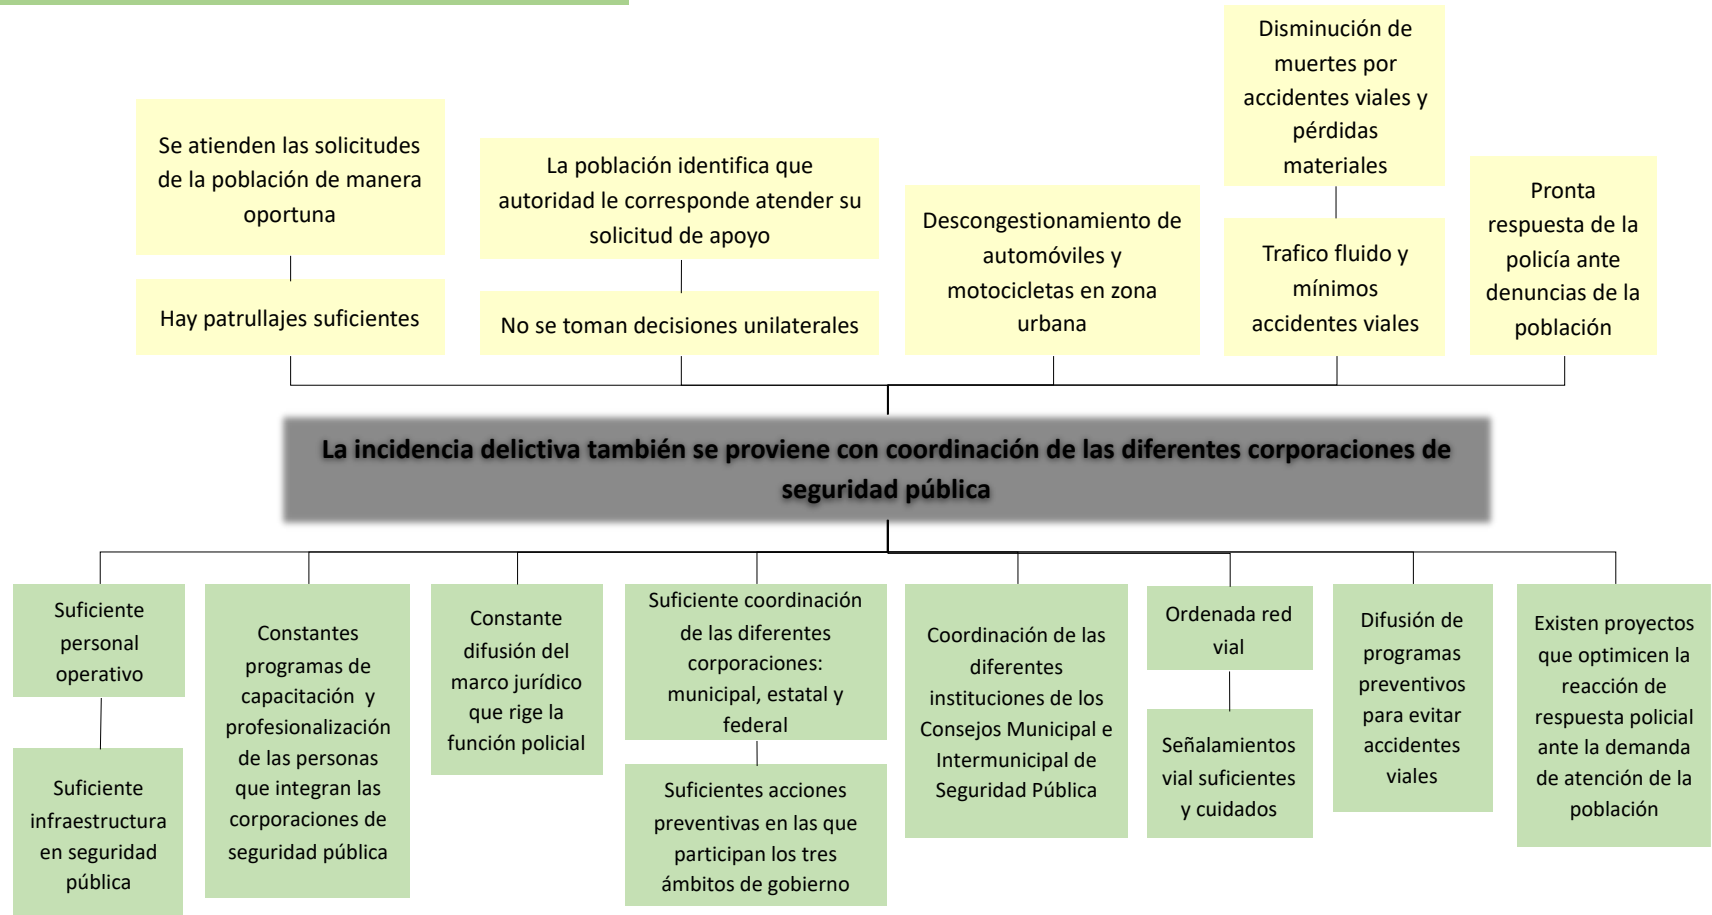 Disminución de
muertes por
accidentes viales y
pérdidas
materiales
Se atienden las solicitudes
de la población de manera
oportuna
La población identifica que
autoridad le corresponde atender su
solicitud de apoyo
Descongestionamiento de
automóviles y
motocicletas en zona
urbana
Pronta
respuesta de la
policía ante
denuncias de la
población
Hay patrullajes suficientes
No se toman decisiones unilaterales
Trafico fluido y
mínimos
accidentes viales
La incidencia delictiva también se proviene con coordinación de las diferentes corporaciones de
seguridad pública
Suficiente
personal
operativo
Suficiente
infraestructura
en seguridad
pública
Constantes
programas de
capacitación y
profesionalización
de las personas
que integran las
corporaciones de
seguridad pública
Constante
difusión del
marco jurídico
que rige la
función policial
Suficiente coordinación
de las diferentes
corporaciones:
municipal, estatal y
federal
Suficientes acciones
preventivas en las que
participan los tres
ámbitos de gobierno
Coordinación de las
diferentes
instituciones de los
Consejos Municipal e
Intermunicipal de
Seguridad Pública
Ordenada red
vial
Señalamientos
vial suficientes
y cuidados
Difusión de
programas
preventivos
para evitar
accidentes
viales
Existen proyectos
que optimicen la
reacción de
respuesta policial
ante la demanda
de atención de la
población